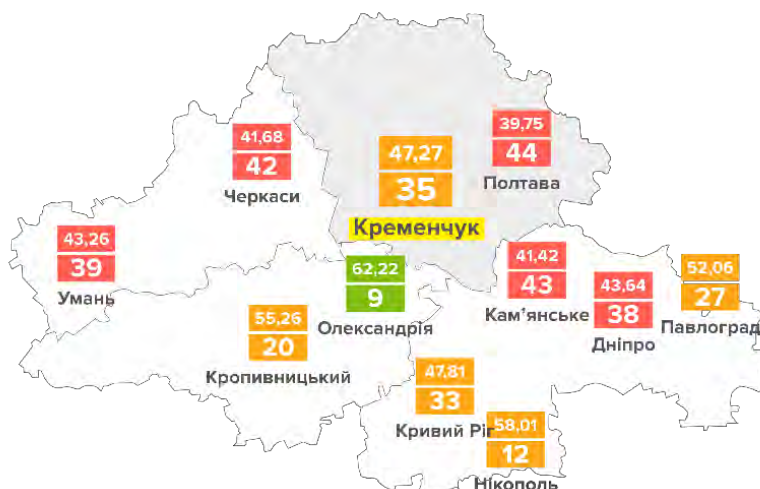 39,75
44
Полтава
41,68
42
Черкаси
47,27
35
Кременчук
43,26
39
Умань
62,22
9
Олександрія
41,42
43
Кам’янське
43,64
38
Дніпро
52,06
27
Павлоград
55,26
20
Кропивницький
47,81
33
Кривий Ріг
58,01
12
Нікополь